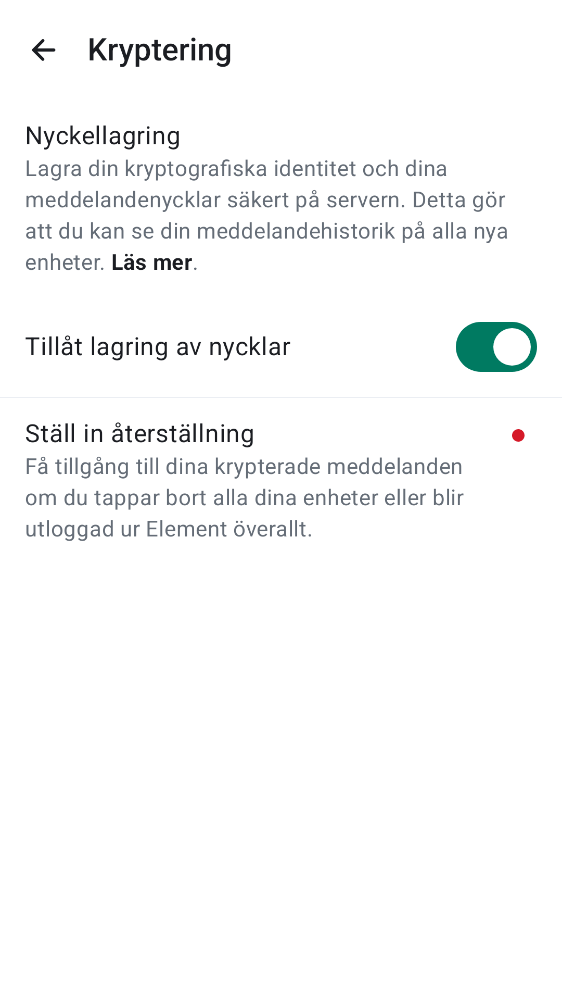 Kryptering
Nyckellagring
Lagra din kryptografiska identitet och dina
meddelandenycklar säkert på servern. Detta gör
att du kan se din meddelandehistorik på alla nya
enheter. Läs mer.
Tillåt lagring av nycklar
Ställ in återställning
Få tillgång till dina krypterade meddelanden
om du tappar bort alla dina enheter eller blir
utloggad ur Element överallt.